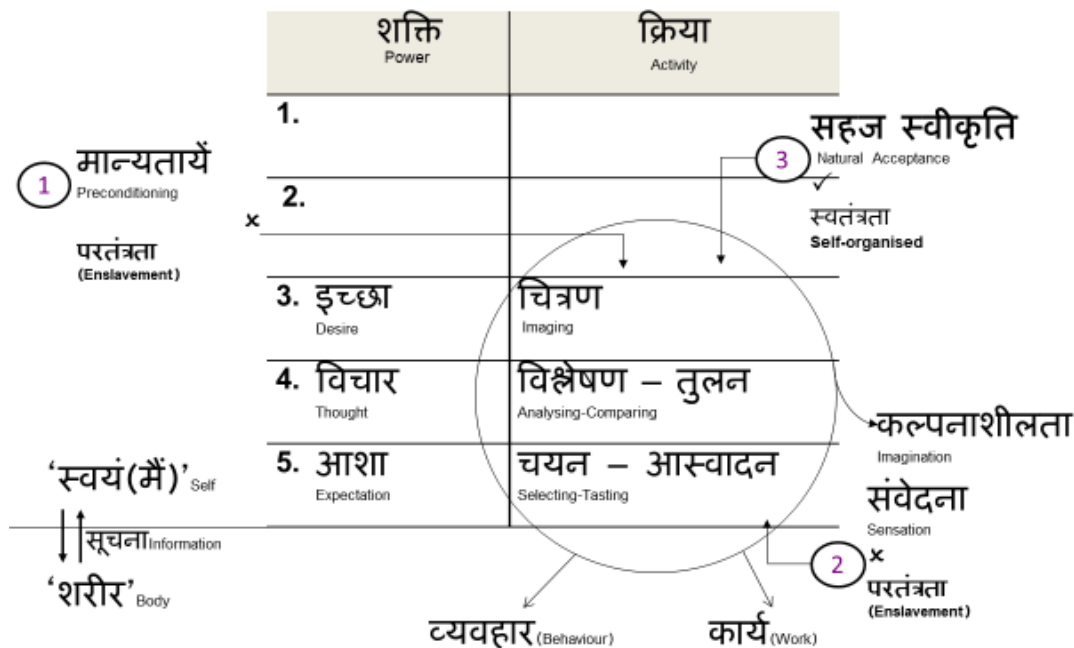 शक्ति
Power
क्रिया
Activity
1.
2.
3. इच्छा
Desire
चित्रण
Imaging
4. विचार
Thought
विश्लेषण – तुलन
Analysing-Comparing
5. आशा
Expectation
चयन – आस्वादन
Selecting-Tasting
1
मान्यतायें
Preconditioning
परतंत्रता
(Enslavement)
×
3
सहज स्वीकृति
Natural Acceptance
✓
स्वतंत्रता
Self-organised
कल्पनाशीलता
Imagination
संवेदना
Sensation
2
×
परतंत्रता
(Enslavement)
‘स्वयं(मैं)’ Self
सूचना Information
‘शरीर’ Body
व्यवहार (Behaviour)
कार्य (Work)